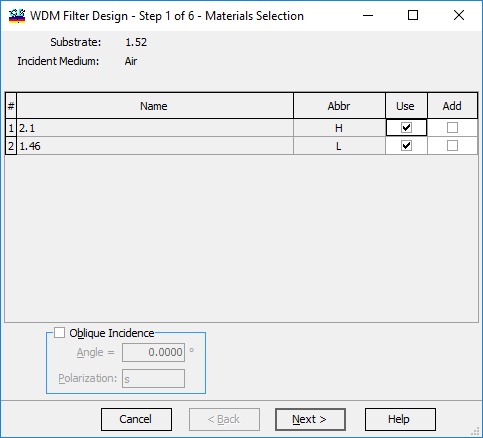 WDM Filter Design - Step 1 of 6 - Materials Selection
Substrate: 1.52
Incident Medium: Air
# Name Abbr Use Add
1 2.1 H
2 1.46 L
Oblique Incidence
Angle = 0.0000 °
Polarization: s
Cancel < Back Next > Help